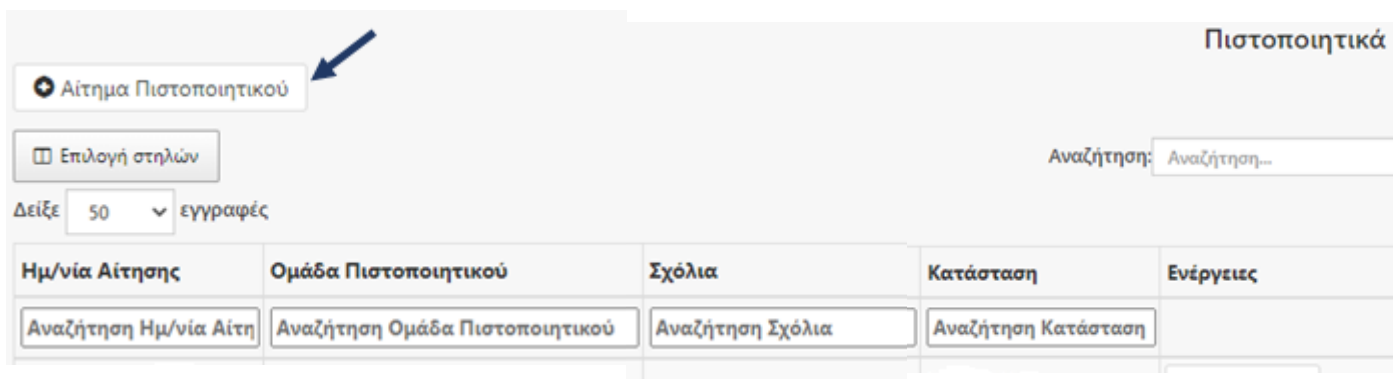 Πιστοποιητικά
Αίτημα Πιστοποιητικού
Επιλογή στηλών
Αναζήτηση: Αναζήτηση...
Δείξε 50 εγγραφές
Ημ/νία Αίτησης Ομάδα Πιστοποιητικού Σχόλια Κατάσταση Ενέργειες
Αναζήτηση Ημ/νία Αίτη Αναζήτηση Ομάδα Πιστοποιητικού Αναζήτηση Σχόλια Αναζήτηση Κατάσταση